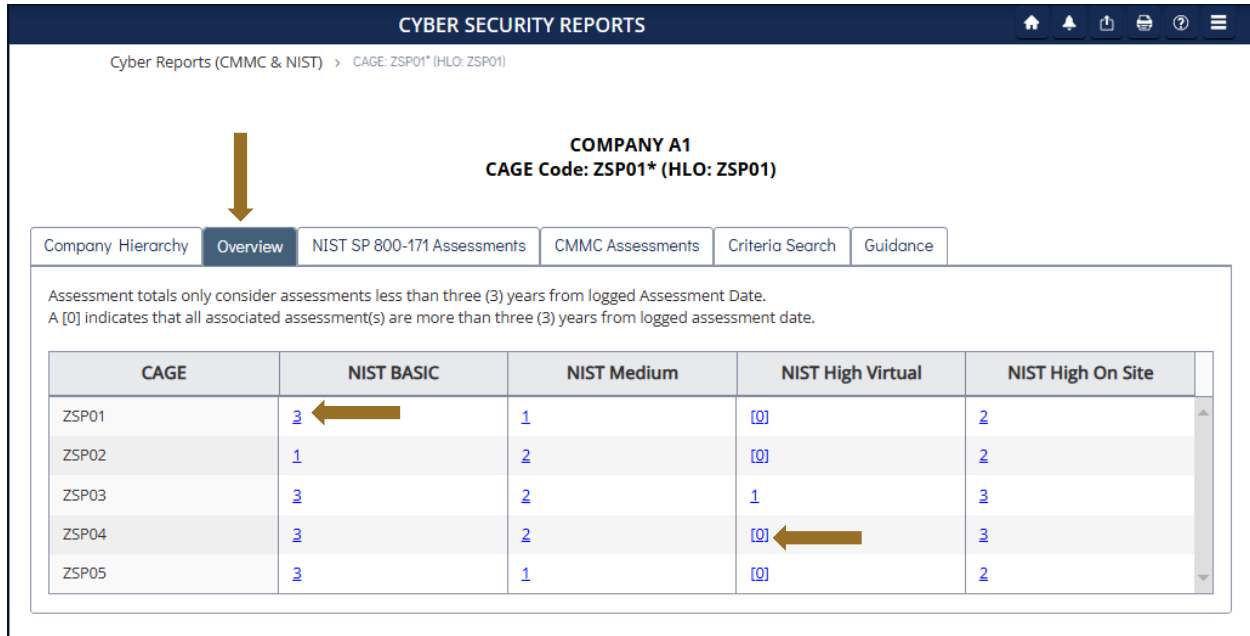 CYBER SECURITY REPORTS
Cyber Reports (CMMC & NIST) > CAGE: ZSP01* (HLO: ZSP01)
COMPANY A1
CAGE Code: ZSP01* (HLO: ZSP01)
Company Hierarchy Overview NIST SP 800-171 Assessments CMMC Assessments Criteria Search Guidance
Assessment totals only consider assessments less than three (3) years from logged Assessment Date.
A [0] indicates that all associated assessment(s) are more than three (3) years from logged assessment date.
CAGE NIST BASIC NIST Medium NIST High Virtual NIST High On Site
ZSP01 3 1 [0] 2
ZSP02 1 2 [0] 2
ZSP03 3 2 1 3
ZSP04 3 2 [0] 3
ZSP05 3 1 [0] 2